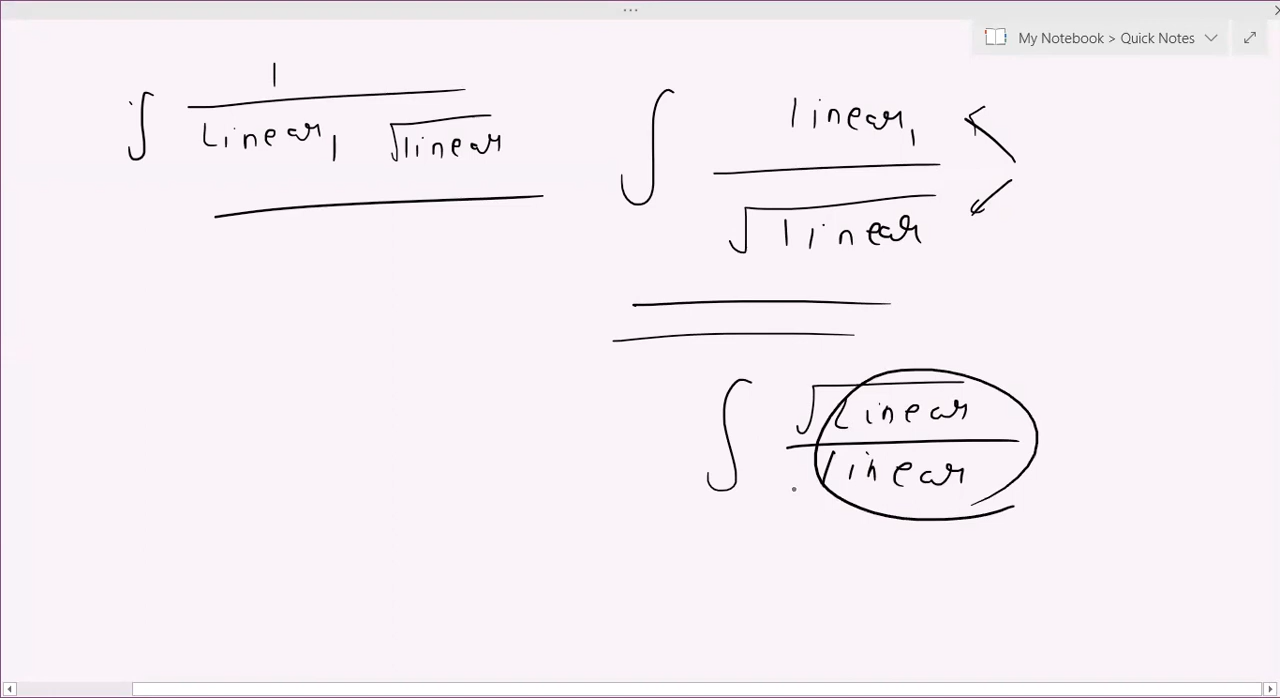 ...
My Notebook > Quick Notes
∫ 1
Linear, √linear
∫ linear,
√linear
∫ √Linear
linear